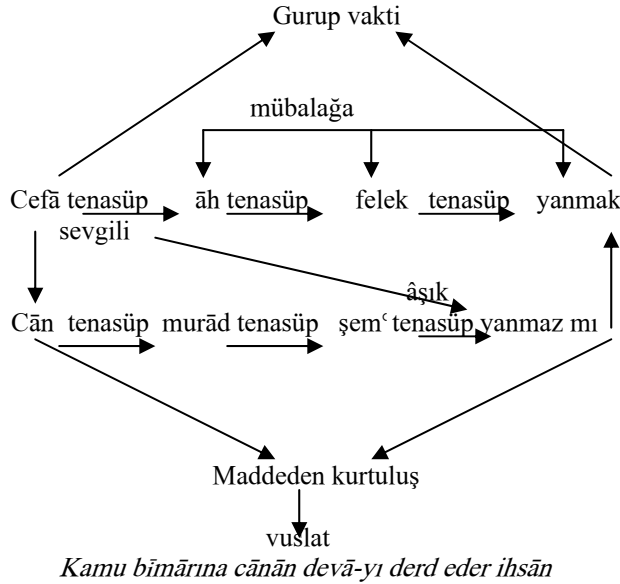 Gurup vakti
mübalağa
Cefā tenasüp āh tenasüp felek tenasüp yanmak
sevgili
âşık
Cān tenasüp murād tenasüp şemᶜ tenasüp yanmaz mı
Maddeden kurtuluş
vuslat
Kamu bīmārına cānān devā-yı derd eder ihsān